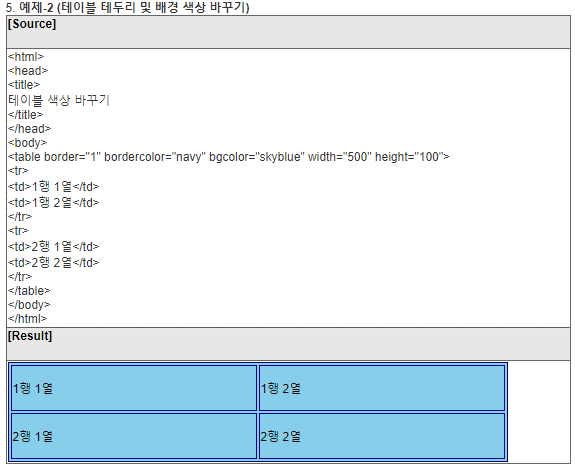 5. 예제-2 (테이블 테두리 및 배경 색상 바꾸기)
[Source]
<html>
<head>
<title>
테이블 색상 바꾸기
</title>
</head>
<body>
<table border="1" bordercolor="navy" bgcolor="skyblue" width="500" height="100">
<tr>
<td>1행 1열</td>
<td>1행 2열</td>
</tr>
<tr>
<td>2행 1열</td>
<td>2행 2열</td>
</tr>
</table>
</body>
</html>
[Result]
1행 1열 1행 2열
2행 1열 2행 2열